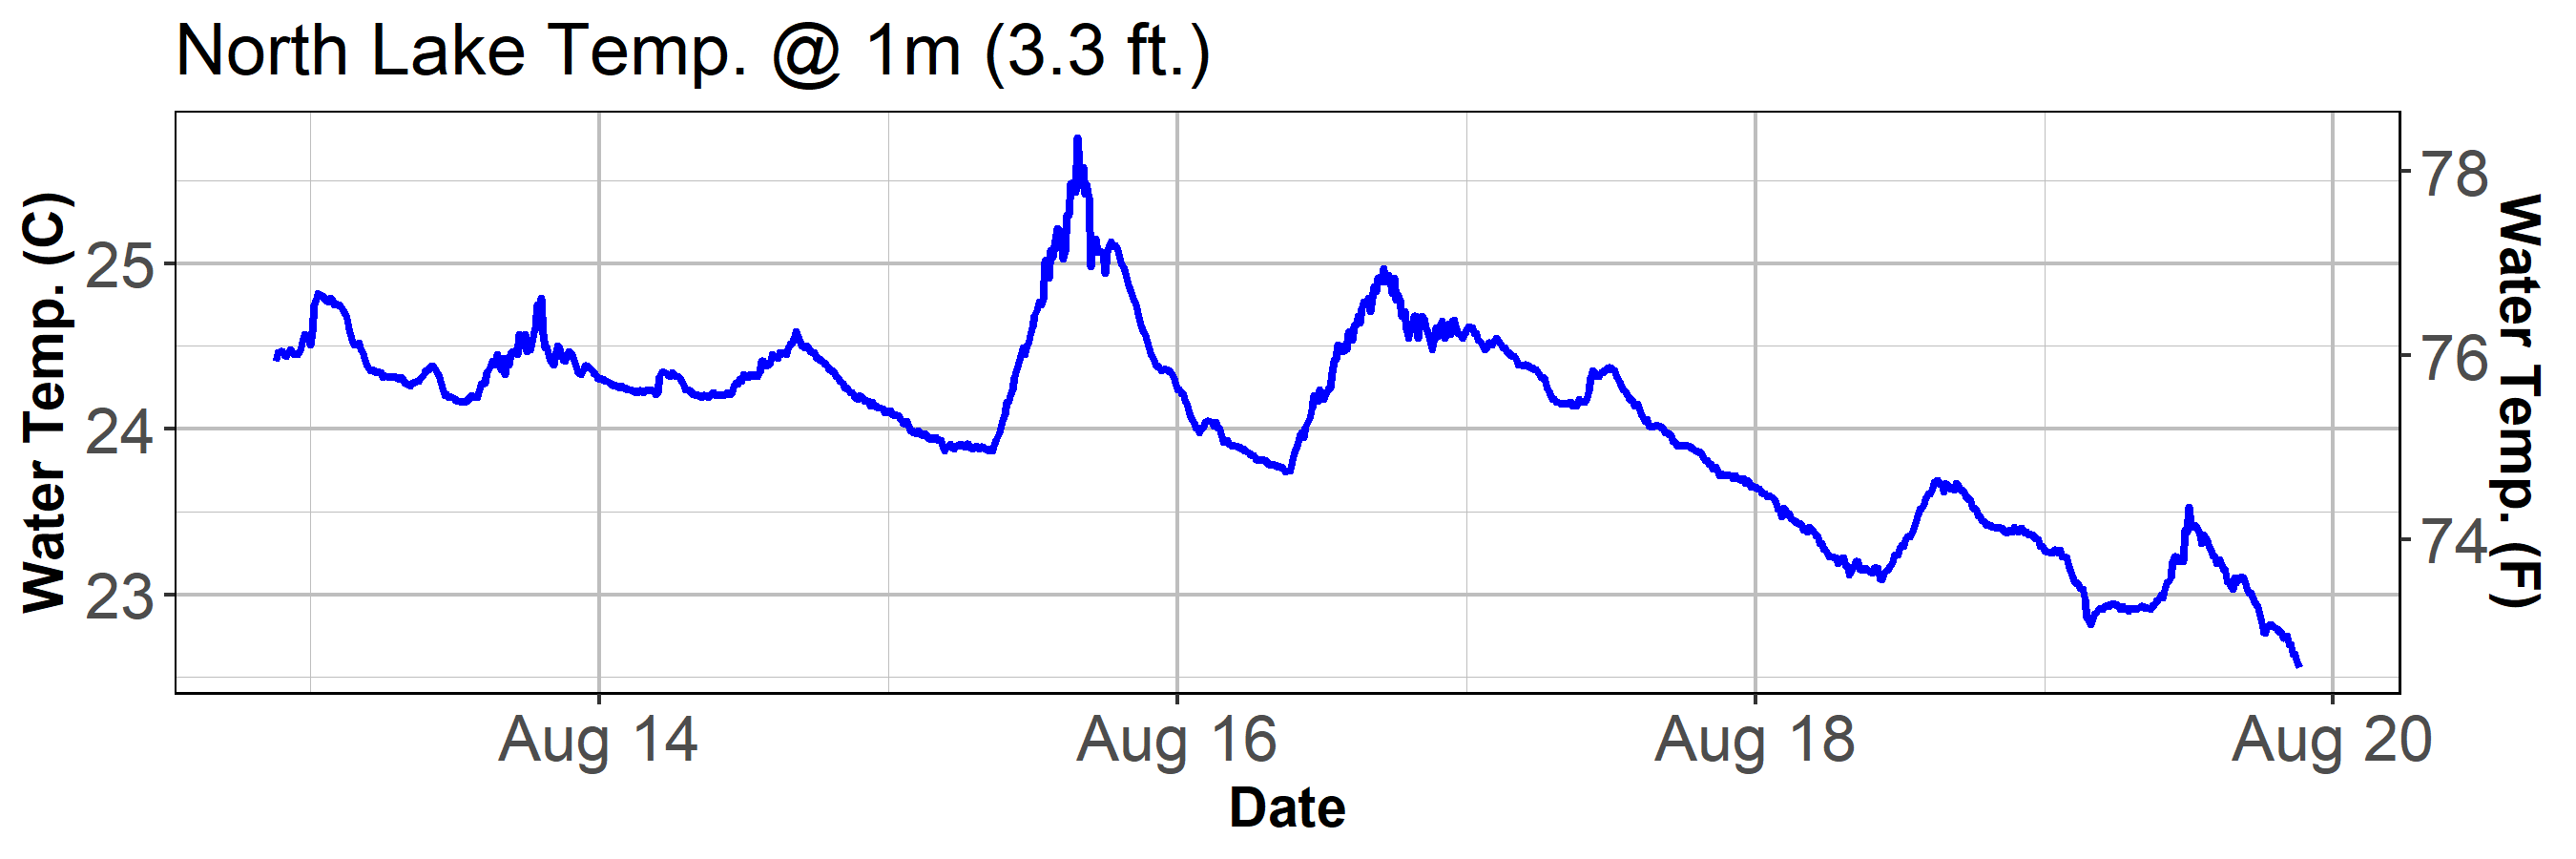 North Lake Temp. @ 1m (3.3 ft.)
Water Temp. (C)
25
24
23
78
76
74
Water Temp. (F)
Aug 14
Aug 16
Aug 18
Aug 20
Date